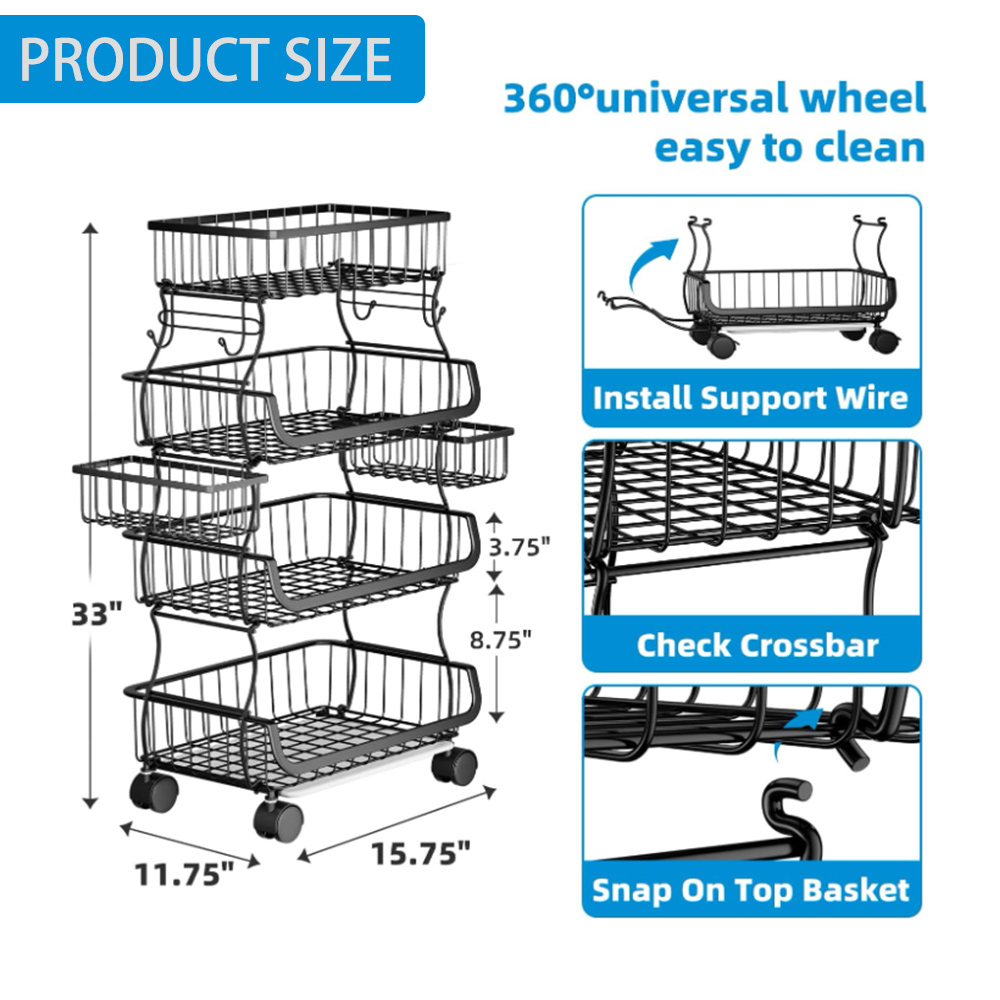 PRODUCT SIZE
360°universal wheel
easy to clean
33"
3.75"
8.75"
11.75"
15.75"
Install Support Wire
Check Crossbar
Snap On Top Basket